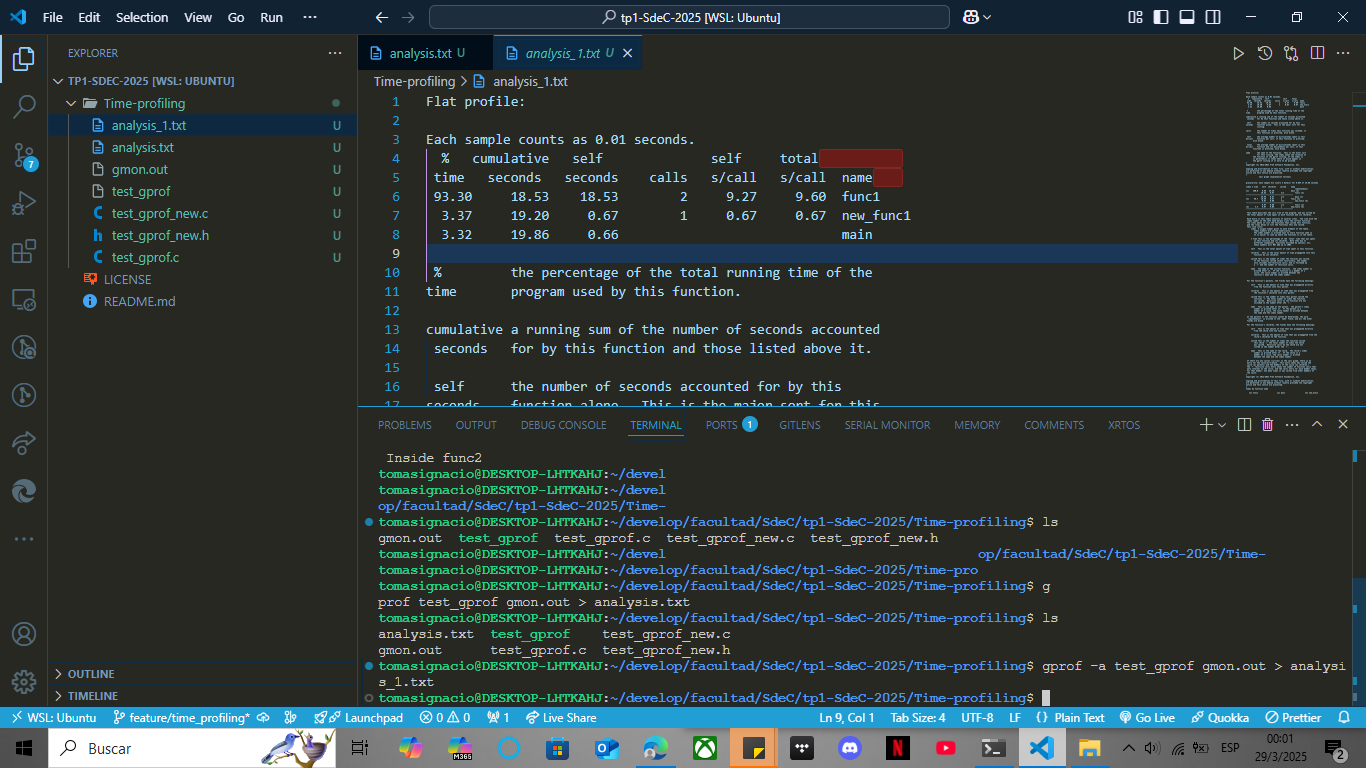 File Edit Selection View Go Run ··· tp1-SdeC-2025 [WSL: Ubuntu]
EXPLORER ···
TP1-SDEC-2025 [WSL: UBUNTU]
Time-profiling
analysis_1.txt U
analysis.txt U
gmon.out U
test_gprof U
test_gprof_new.c U
test_gprof_new.h U
test_gprof.c U
LICENSE
README.md
OUTLINE
TIMELINE
7
analysis.txt U analysis_1.txt U
Time-profiling > analysis_1.txt
1 Flat profile:
2
3 Each sample counts as 0.01 seconds.
4 % cumulative self self total
5 time seconds seconds calls s/call s/call name
6 93.30 18.53 18.53 2 9.27 9.60 func1
7 3.37 19.20 0.67 1 0.67 0.67 new_func1
8 3.32 19.86 0.66 main
9
10 % the percentage of the total running time of the
11 time program used by this function.
12
13 cumulative a running sum of the number of seconds accounted
14 seconds for by this function and those listed above it.
15
16 self the number of seconds accounted for by this
17 seconds function alone. This is the major sort for this
PROBLEMS OUTPUT DEBUG CONSOLE TERMINAL PORTS 1 GITLENS SERIAL MONITOR MEMORY COMMENTS XRTOS
Inside func2
tomasignacio@DESKTOP-LHTKAHJ:~/devel
tomasignacio@DESKTOP-LHTKAHJ:~/devel
op/facultad/SdeC/tp1-SdeC-2025/Time-
tomasignacio@DESKTOP-LHTKAHJ:~/develop/facultad/SdeC/tp1-SdeC-2025/Time-profiling$ ls
gmon.out test_gprof test_gprof.c test_gprof_new.c test_gprof_new.h
tomasignacio@DESKTOP-LHTKAHJ:~/devel op/facultad/SdeC/tp1-SdeC-2025/Time-
tomasignacio@DESKTOP-LHTKAHJ:~/develop/facultad/SdeC/tp1-SdeC-2025/Time-pro
tomasignacio@DESKTOP-LHTKAHJ:~/develop/facultad/SdeC/tp1-SdeC-2025/Time-profiling$ g
prof test_gprof gmon.out > analysis.txt
tomasignacio@DESKTOP-LHTKAHJ:~/develop/facultad/SdeC/tp1-SdeC-2025/Time-profiling$ ls
analysis.txt test_gprof test_gprof_new.c
gmon.out test_gprof.c test_gprof_new.h
tomasignacio@DESKTOP-LHTKAHJ:~/develop/facultad/SdeC/tp1-SdeC-2025/Time-profiling$ gprof -a test_gprof gmon.out > analysi
s_1.txt
tomasignacio@DESKTOP-LHTKAHJ:~/develop/facultad/SdeC/tp1-SdeC-2025/Time-profiling$
WSL: Ubuntu feature/time_profiling* Launchpad 0 0 1 Live Share Ln 9, Col 1 Tab Size: 4 UTF-8 LF {} Plain Text Go Live Quokka Prettier
Buscar M365 N ESP 00:01
29/3/2025 2